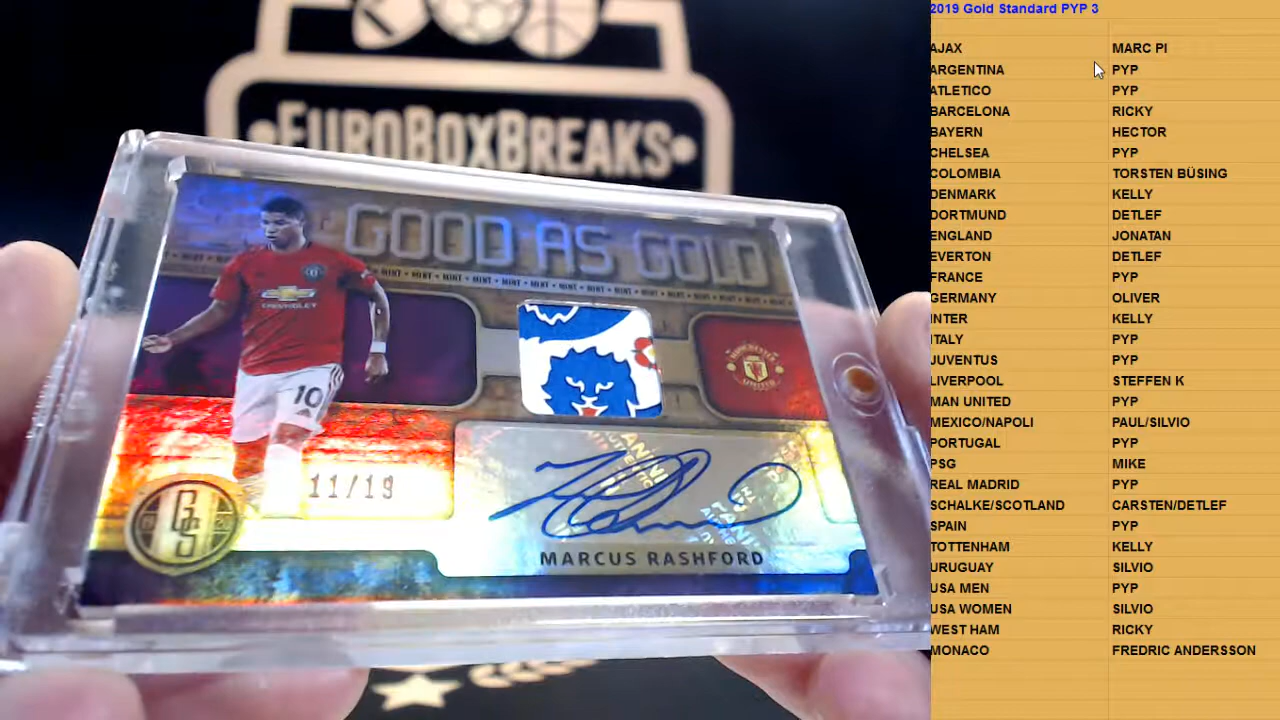 EUROBOXBREAKS
GOOD AS GOLD
MINT • MINT • MINT • MINT • MINT • MINT • MINT • MINT • MINT
CHEVROLET
10
MANCHESTER
UNITED
11/19
GS
MARCUS RASHFORD
2019 Gold Standard PYP 3
AJAX MARC PI
ARGENTINA PYP
ATLETICO PYP
BARCELONA RICKY
BAYERN HECTOR
CHELSEA PYP
COLOMBIA TORSTEN BÜSING
DENMARK KELLY
DORTMUND DETLEF
ENGLAND JONATAN
EVERTON DETLEF
FRANCE PYP
GERMANY OLIVER
INTER KELLY
ITALY PYP
JUVENTUS PYP
LIVERPOOL STEFFEN K
MAN UNITED PYP
MEXICO/NAPOLI PAUL/SILVIO
PORTUGAL PYP
PSG MIKE
REAL MADRID PYP
SCHALKE/SCOTLAND CARSTEN/DETLEF
SPAIN PYP
TOTTENHAM KELLY
URUGUAY SILVIO
USA MEN PYP
USA WOMEN SILVIO
WEST HAM RICKY
MONACO FREDRIC ANDERSSON